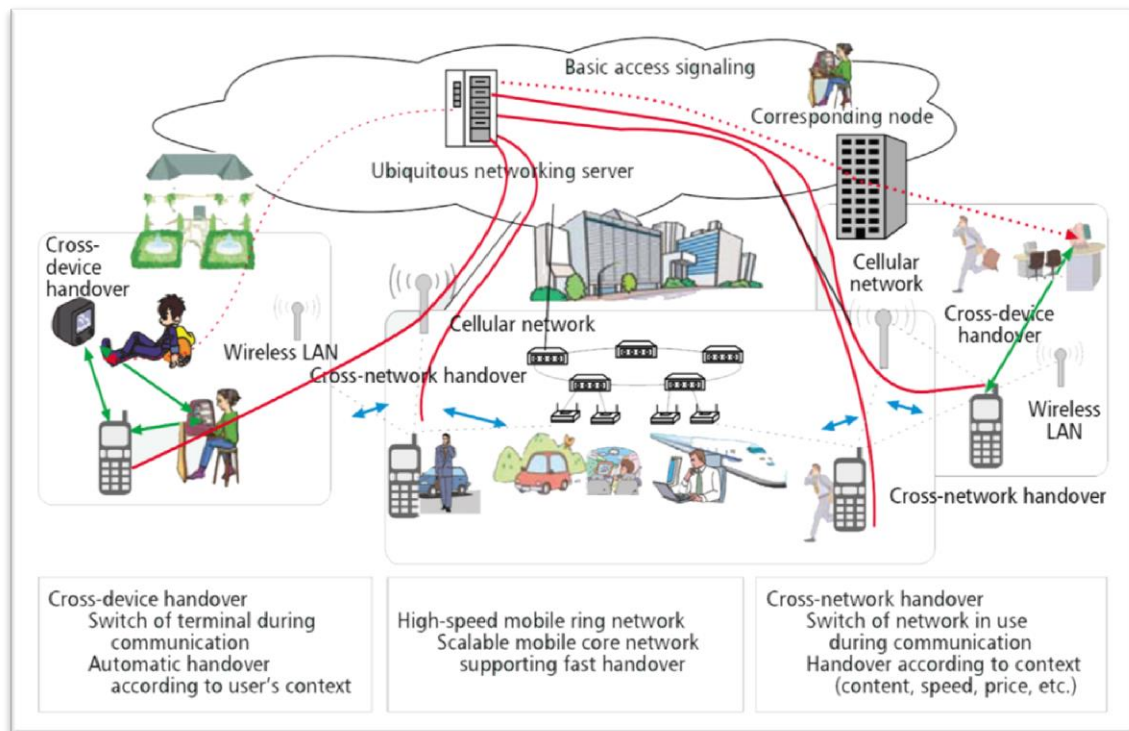 Basic access signaling
Corresponding node
Ubiquitous networking server
Cross-
device
handover
Wireless LAN
Cellular network
Cross-network handover
Cellular
network
Cross-device
handover
Wireless
LAN
Cross-network handover
Cross-device handover
Switch of terminal during
communication
Automatic handover
according to user's context
High-speed mobile ring network
Scalable mobile core network
supporting fast handover
Cross-network handover
Switch of network in use
during communication
Handover according to context
(content, speed, price, etc.)